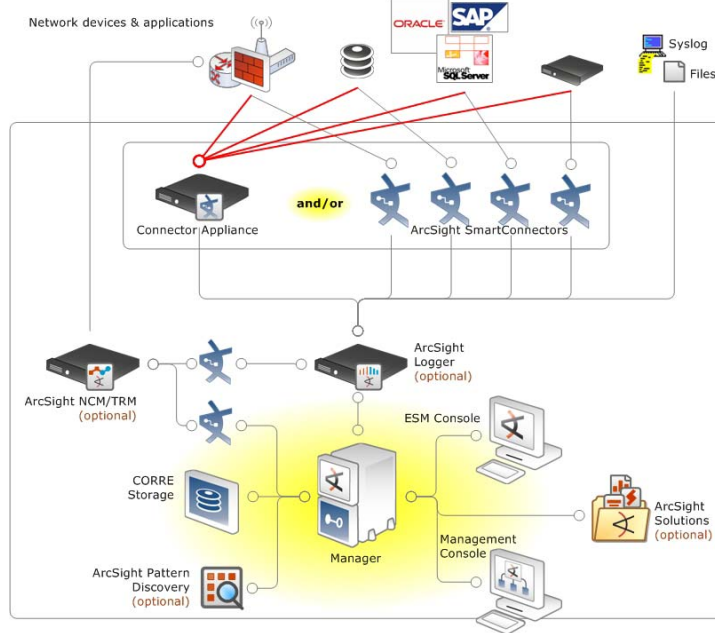 Network devices & applications
ORACLE
SAP
Microsoft
SQL Server
Syslog
Files
Connector Appliance
and/or
ArcSight SmartConnectors
ArcSight NCM/TRM
(optional)
ArcSight
Logger
(optional)
ESM Console
CORRE
Storage
Manager
ArcSight
Solutions
(optional)
Management
Console
ArcSight Pattern
Discovery
(optional)